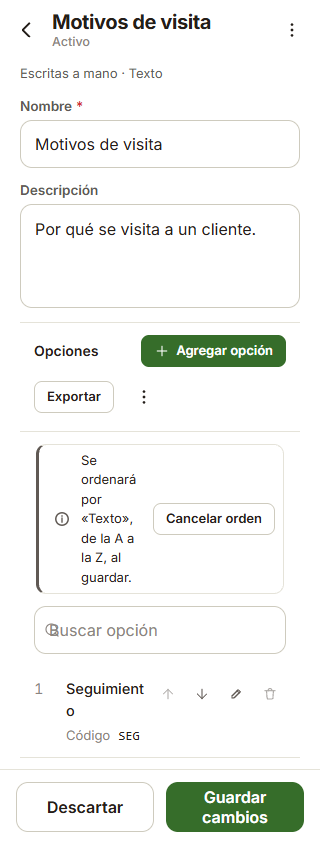 Motivos de visita
Activo
Escritas a mano · Texto
Nombre *
Motivos de visita
Descripción
Por qué se visita a un cliente.
Opciones
Agregar opción
Exportar
Se
ordenará
por
«Texto»,
de la A a
la Z, al
guardar.
Cancelar orden
Buscar opción
1 Seguimient
o
Código SEG
Descartar
Guardar
cambios